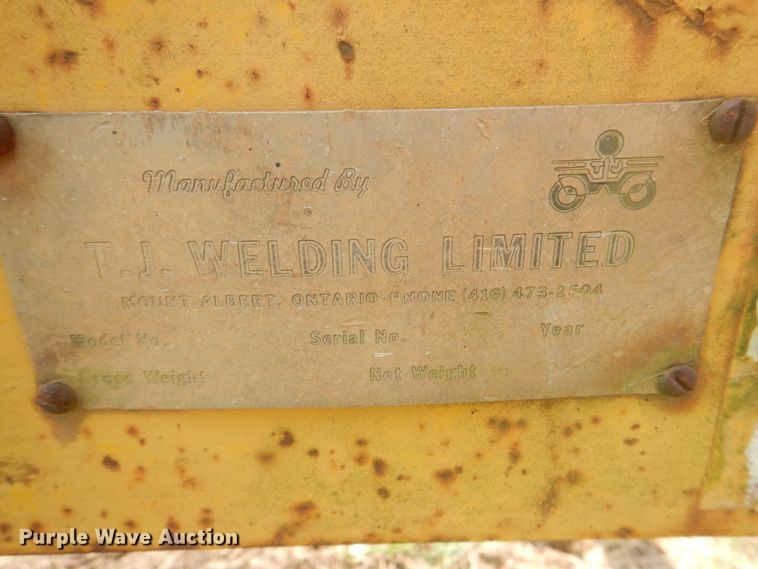 TJ
Manufactured By
T.J. WELDING LIMITED
MOUNT ALBERT, ONTARIO PHONE (416) 473-2504
Model No. Serial No. Year
Gross Weight Net Weight
Purple Wave Auction